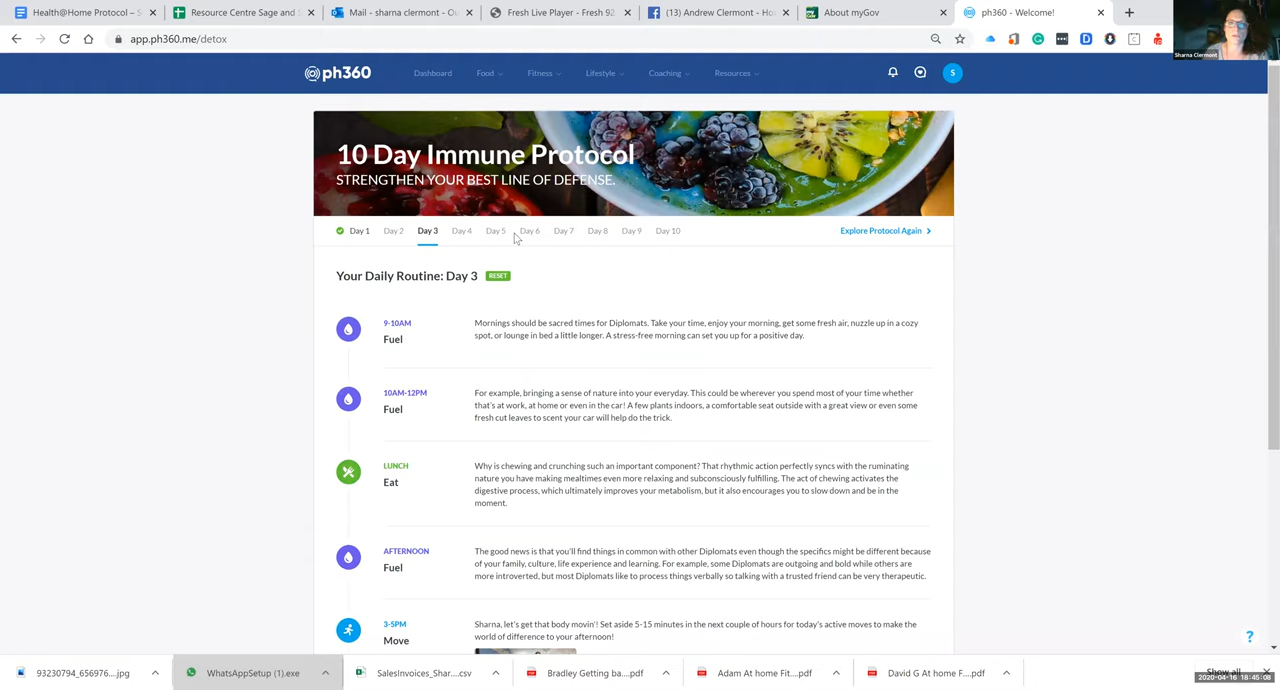 Health@Home Protocol – S
Resource Centre Sage and S
Mail - sharna clermont - Ou
Fresh Live Player - Fresh 92
(13) Andrew Clermont - Ho
About myGov
ph360 - Welcome!
app.ph360.me/detox
Sharna Clermont
ph360
Dashboard
Food
Fitness
Lifestyle
Coaching
Resources
S
10 Day Immune Protocol
STRENGTHEN YOUR BEST LINE OF DEFENSE.
Day 1 Day 2 Day 3 Day 4 Day 5 Day 6 Day 7 Day 8 Day 9 Day 10
Explore Protocol Again
Your Daily Routine: Day 3 RESET
9-10AM
Fuel
Mornings should be sacred times for Diplomats. Take your time, enjoy your morning, get some fresh air, nuzzle up in a cozy
spot, or lounge in bed a little longer. A stress-free morning can set you up for a positive day.
10AM-12PM
Fuel
For example, bringing a sense of nature into your everyday. This could be wherever you spend most of your time whether
that's at work, at home or even in the car! A few plants indoors, a comfortable seat outside with a great view or even some
fresh cut leaves to scent your car will help do the trick.
LUNCH
Eat
Why is chewing and crunching such an important component? That rhythmic action perfectly syncs with the ruminating
nature you have making mealtimes even more relaxing and subconsciously fulfilling. The act of chewing activates the
digestive process, which ultimately improves your metabolism, but it also encourages you to slow down and be in the
moment.
AFTERNOON
Fuel
The good news is that you'll find things in common with other Diplomats even though the specifics might be different because
of your family, culture, life experience and learning. For example, some Diplomats are outgoing and bold while others are
more introverted, but most Diplomats like to process things verbally so talking with a trusted friend can be very therapeutic.
3-5PM
Move
Sharna, let's get that body movin'! Set aside 5-15 minutes in the next couple of hours for today's active moves to make the
world of difference to your afternoon!
?
93230794_656976....jpg
WhatsAppSetup (1).exe
SalesInvoices_Shar....csv
Bradley Getting ba....pdf
Adam At home Fit....pdf
David G At home F....pdf
Show all
2020-04-16 18:45:08